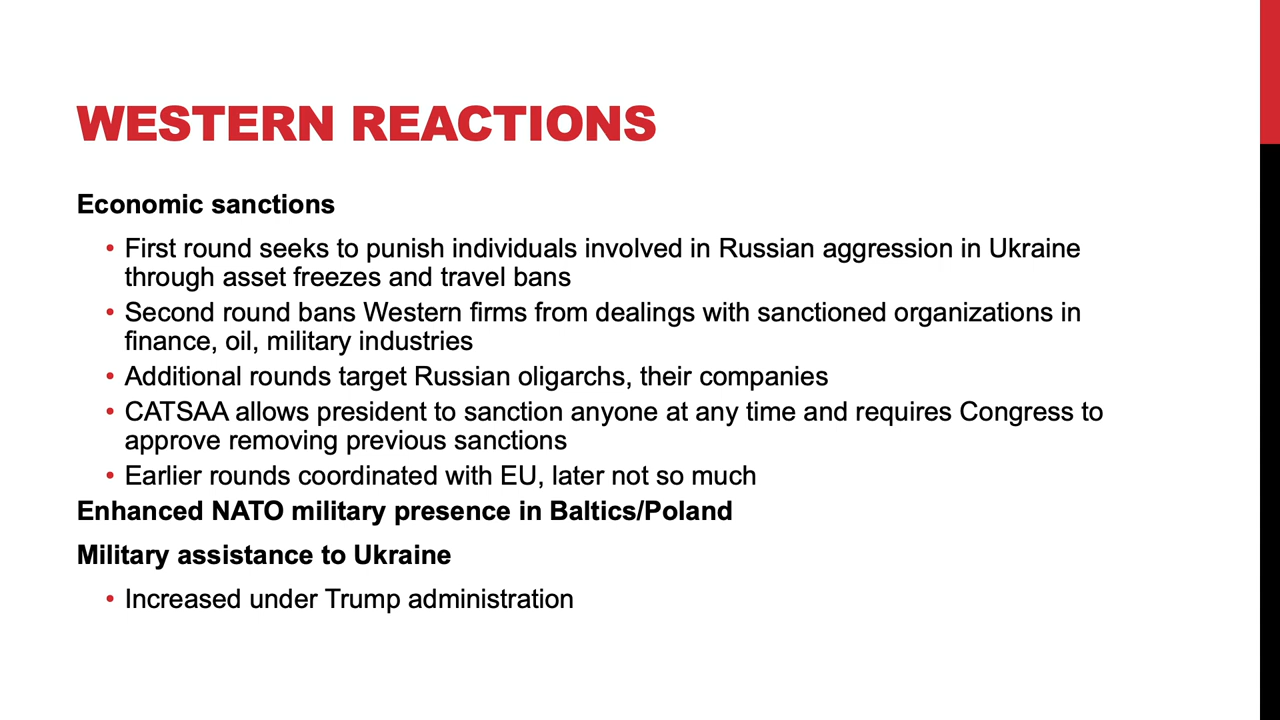 WESTERN REACTIONS
Economic sanctions
• First round seeks to punish individuals involved in Russian aggression in Ukraine
through asset freezes and travel bans
• Second round bans Western firms from dealings with sanctioned organizations in
finance, oil, military industries
• Additional rounds target Russian oligarchs, their companies
• CATSAA allows president to sanction anyone at any time and requires Congress to
approve removing previous sanctions
• Earlier rounds coordinated with EU, later not so much
Enhanced NATO military presence in Baltics/Poland
Military assistance to Ukraine
• Increased under Trump administration